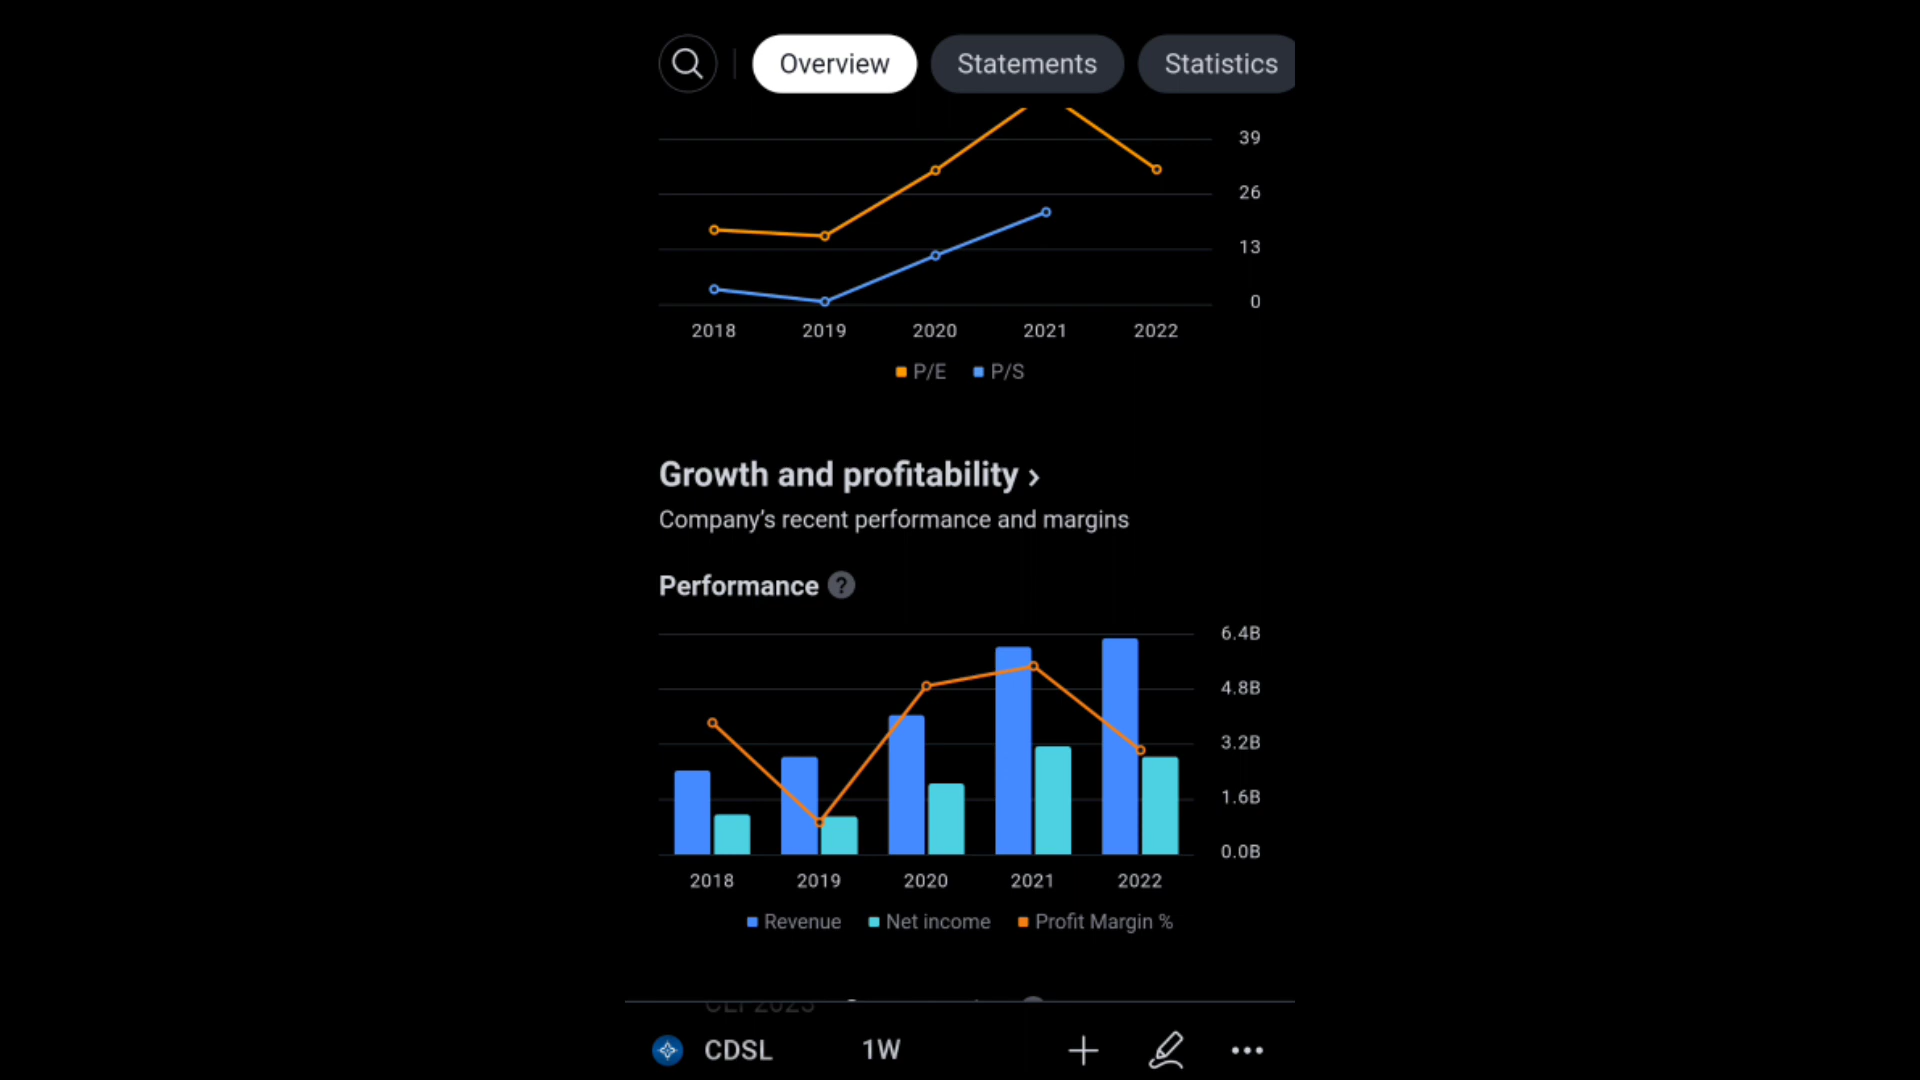 Overview Statements Statistics
39
26
13
0
2018 2019 2020 2021 2022
P/E P/S
Growth and profitability
Company's recent performance and margins
Performance ?
6.4B
4.8B
3.2B
1.6B
0.0B
2018 2019 2020 2021 2022
Revenue Net income Profit Margin %
CDSL 1W